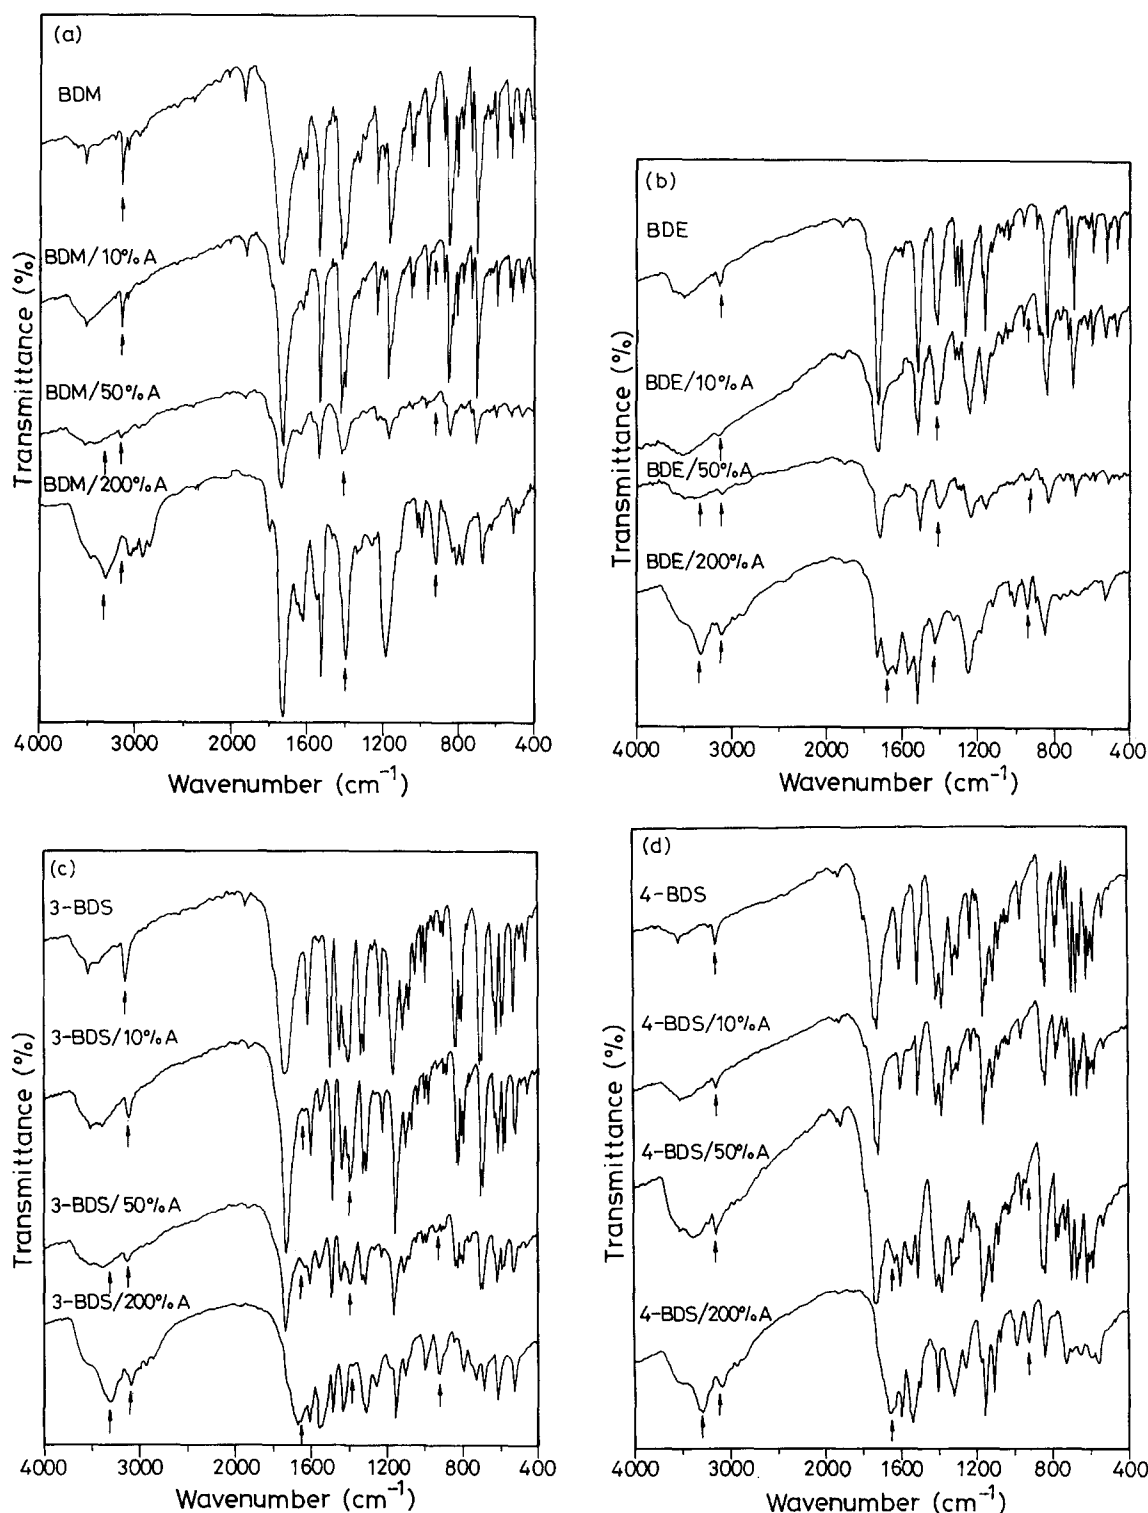 (a)
BDM
BDM/10%A
BDM/50%A
BDM/200%A
Transmittance (%)
4000 3000 2000 1600 1200 800 400
Wavenumber (cm⁻¹)
(b)
BDE
BDE/10%A
BDE/50%A
BDE/200%A
Transmittance (%)
4000 3000 2000 1600 1200 800 400
Wavenumber (cm⁻¹)
(c)
3-BDS
3-BDS/10%A
3-BDS/50%A
3-BDS/200%A
Transmittance (%)
4000 3000 2000 1600 1200 800 400
Wavenumber (cm⁻¹)
(d)
4-BDS
4-BDS/10%A
4-BDS/50%A
4-BDS/200%A
Transmittance (%)
4000 3000 2000 1600 1200 800 400
Wavenumber (cm⁻¹)